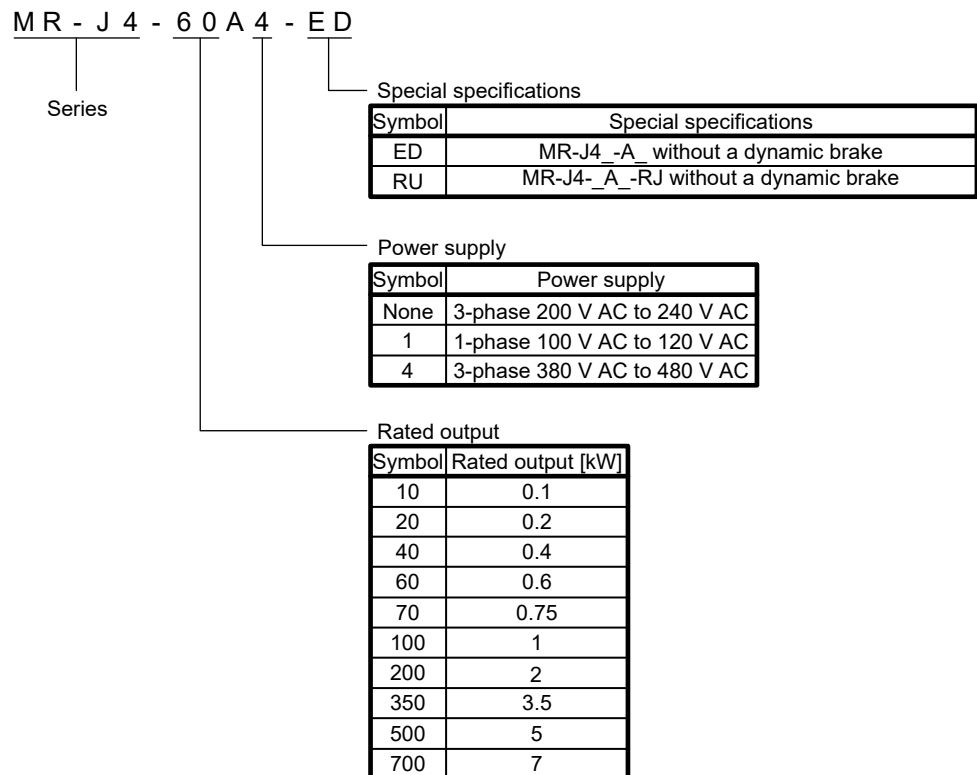 MR-J4-60A4-ED
Series
Special specifications
Symbol Special specifications
ED MR-J4_-A_ without a dynamic brake
RU MR-J4-_A_-RJ without a dynamic brake
Power supply
Symbol Power supply
None 3-phase 200 V AC to 240 V AC
1 1-phase 100 V AC to 120 V AC
4 3-phase 380 V AC to 480 V AC
Rated output
Symbol Rated output [kW]
10 0.1
20 0.2
40 0.4
60 0.6
70 0.75
100 1
200 2
350 3.5
500 5
700 7